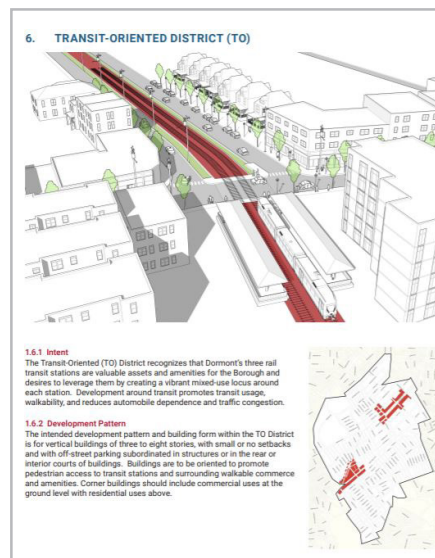 6. TRANSIT-ORIENTED DISTRICT (TO)
1.6.1 Intent
The Transit-Oriented (TO) District recognizes that Dormont's three rail
transit stations are valuable assets and amenities for the Borough and
desires to leverage them by creating a vibrant mixed-use locus around
each station. Development around transit promotes transit usage,
walkability, and reduces automobile dependence and traffic congestion.
1.6.2 Development Pattern
The intended development pattern and building form within the TO District
is for vertical buildings of three to eight stories, with small or no setbacks
and with off-street parking subordinated in structures or in the rear or
interior courts of buildings. Buildings are to be oriented to promote
pedestrian access to transit stations and surrounding walkable commerce
and amenities. Corner buildings should include commercial uses at the
ground level with residential uses above.